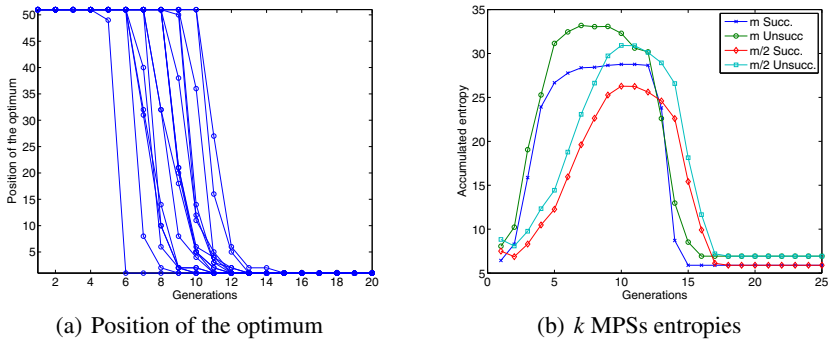 51
45
40
35
30
25
20
15
10
5
Position of the optimum
2 4 6 8 10 12 14 16 18 20
Generations
(a) Position of the optimum
35
30
25
20
15
10
5
Accumulated entropy
0 5 10 15 20 25
Generations
m Succ.
m Unsucc
m/2 Succ.
m/2 Unsucc.
(b) k MPSs entropies